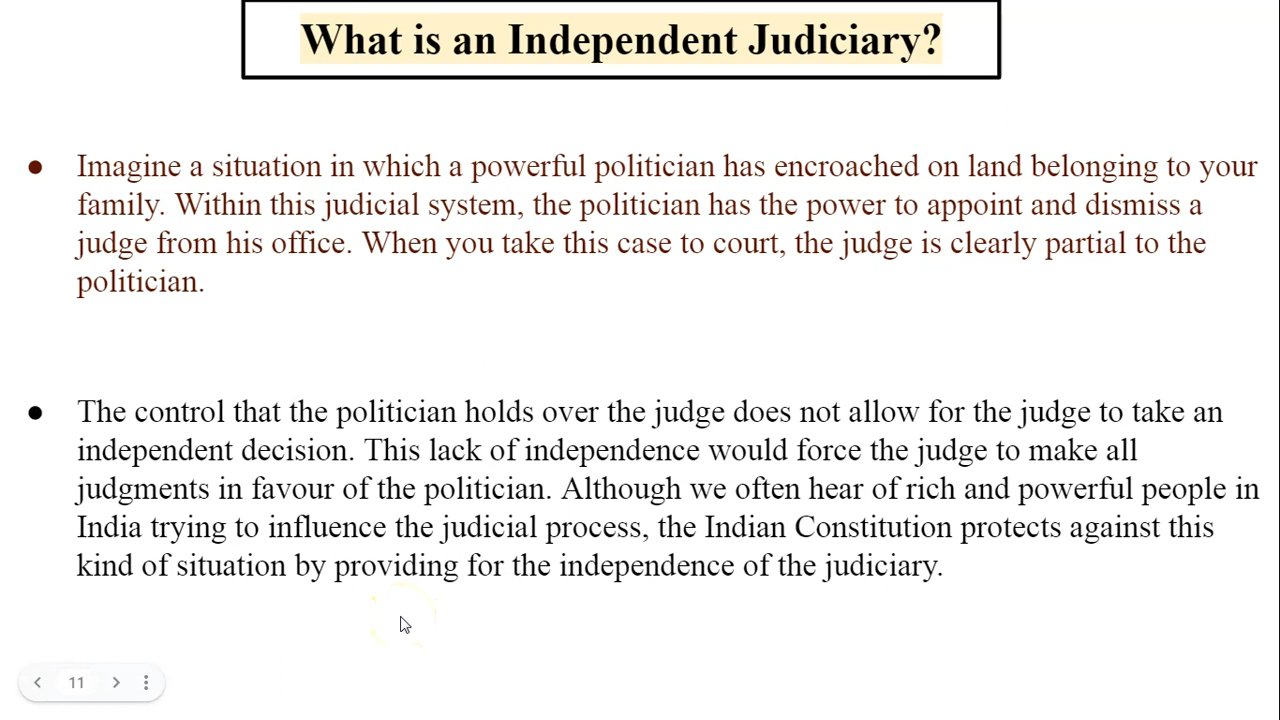 What is an Independent Judiciary?
● Imagine a situation in which a powerful politician has encroached on land belonging to your
family. Within this judicial system, the politician has the power to appoint and dismiss a
judge from his office. When you take this case to court, the judge is clearly partial to the
politician.
● The control that the politician holds over the judge does not allow for the judge to take an
independent decision. This lack of independence would force the judge to make all
judgments in favour of the politician. Although we often hear of rich and powerful people in
India trying to influence the judicial process, the Indian Constitution protects against this
kind of situation by providing for the independence of the judiciary.
11